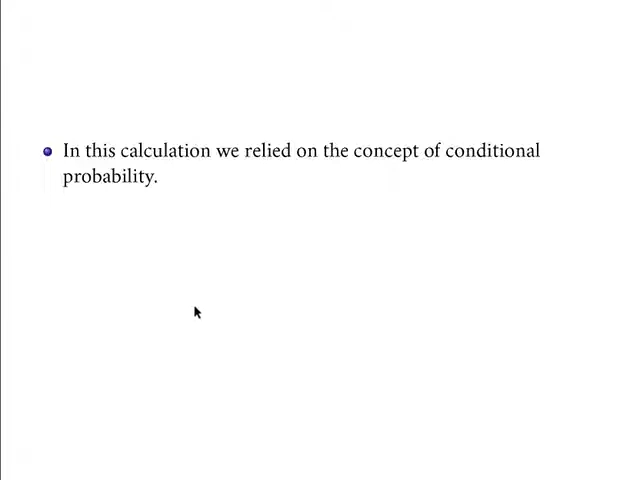 In this calculation we relied on the concept of conditional
probability.